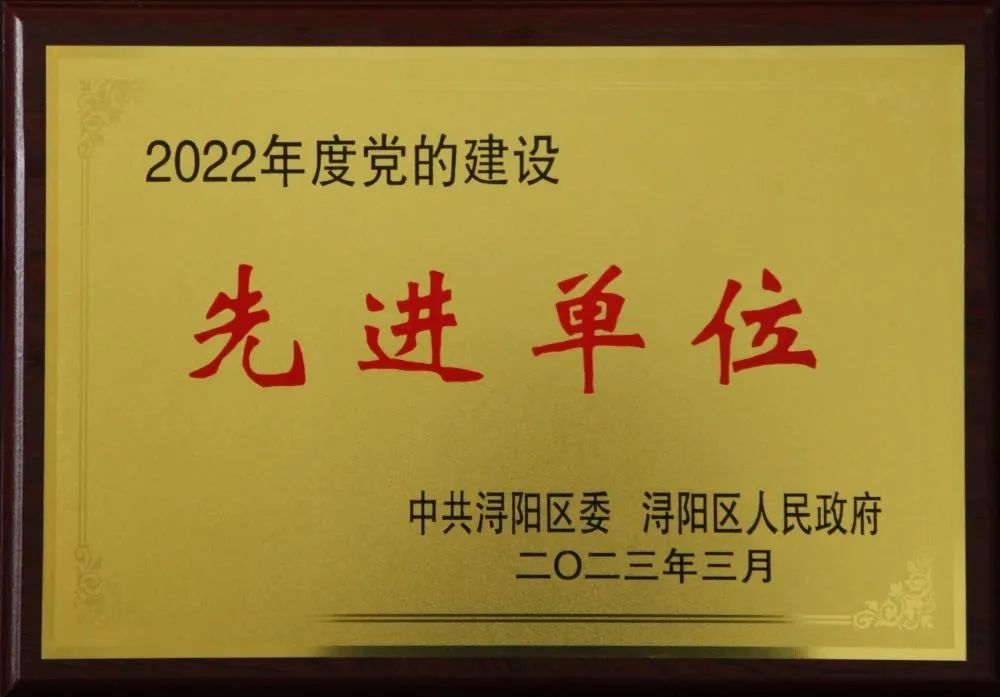 2022年度党的建设
先进单位
中共浔阳区委 浔阳区人民政府
二〇二三年三月